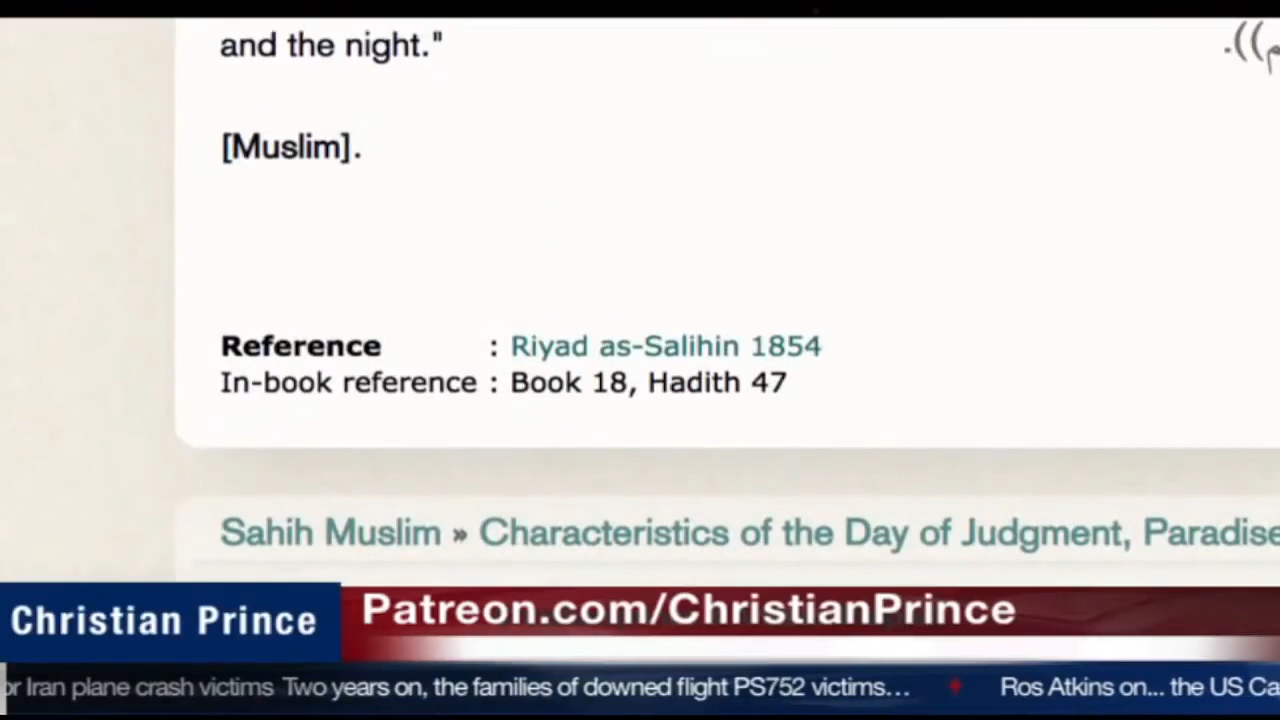 and the night."
[Muslim].
Reference : Riyad as-Salihin 1854
In-book reference : Book 18, Hadith 47
Sahih Muslim » Characteristics of the Day of Judgment, Paradise
Christian Prince
Patreon.com/ChristianPrince
or Iran plane crash victims Two years on, the families of downed flight PS752 victims... Ros Atkins on... the US Ca